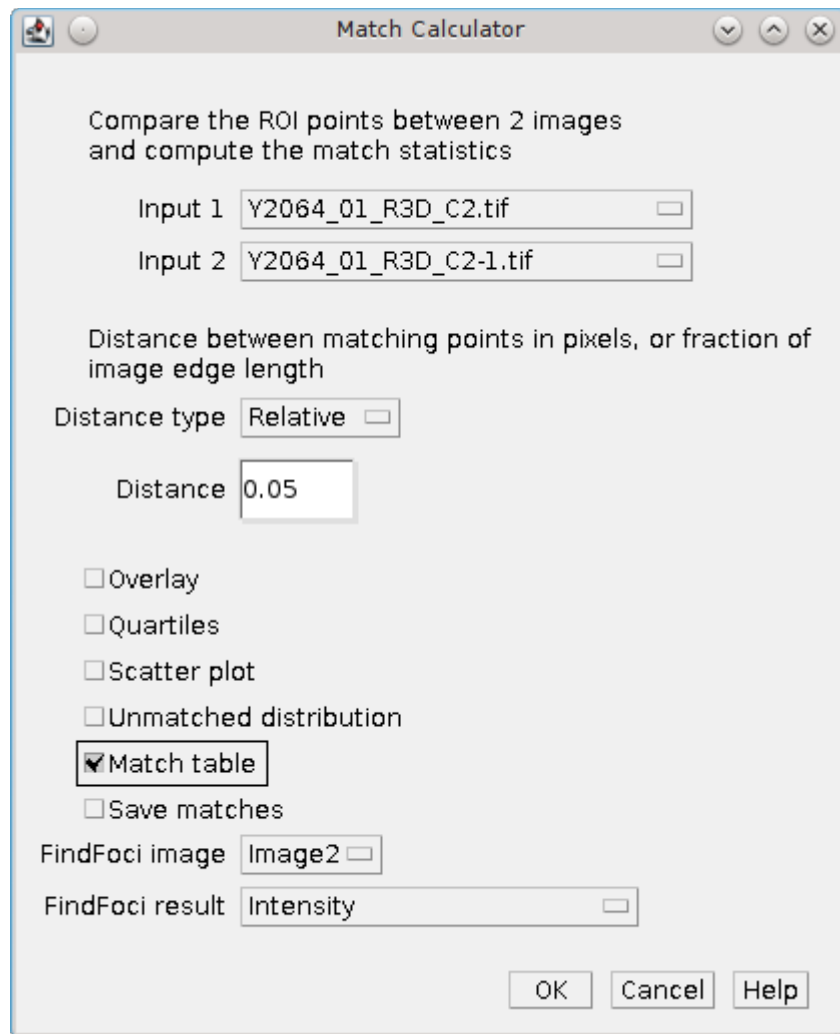 Match Calculator
Compare the ROI points between 2 images
and compute the match statistics
Input 1 Y2064_01_R3D_C2.tif
Input 2 Y2064_01_R3D_C2-1.tif
Distance between matching points in pixels, or fraction of
image edge length
Distance type Relative
Distance 0.05
Overlay
Quartiles
Scatter plot
Unmatched distribution
Match table
Save matches
FindFoci image Image2
FindFoci result Intensity
OK Cancel Help